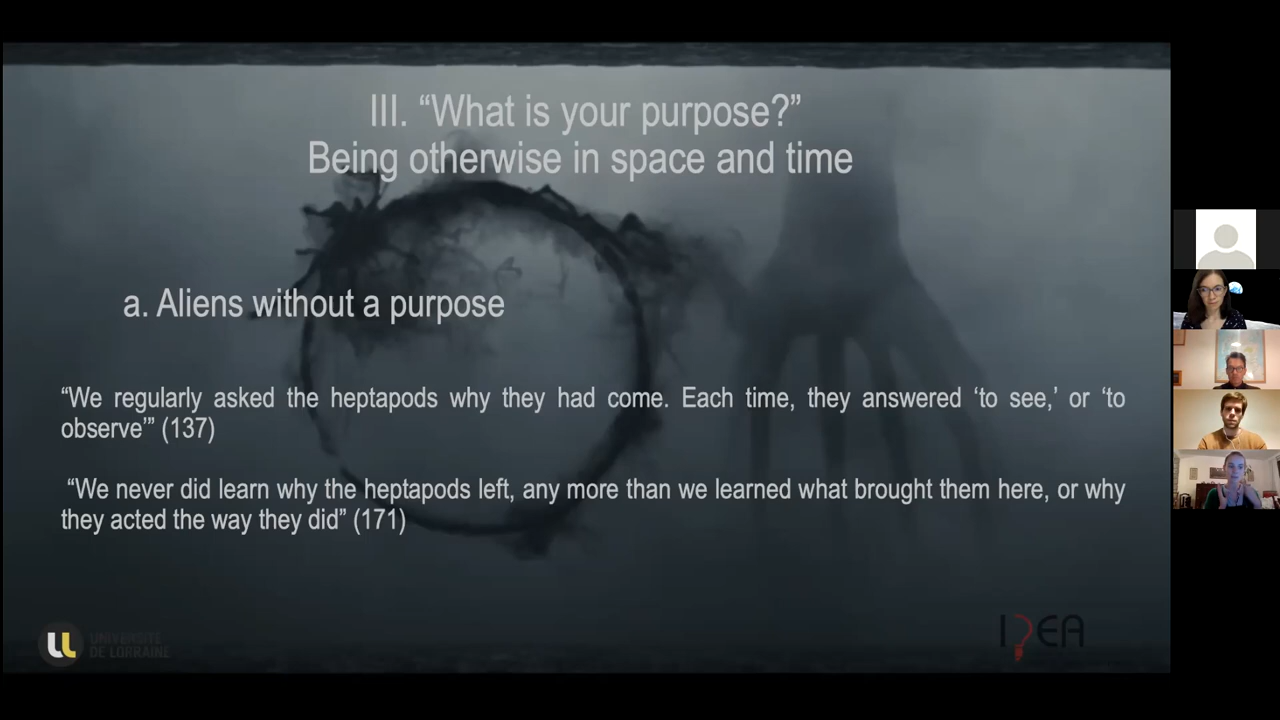 III. “What is your purpose?”
Being otherwise in space and time
a. Aliens without a purpose
“We regularly asked the heptapods why they had come. Each time, they answered ‘to see,’ or ‘to
observe’” (137)
“We never did learn why the heptapods left, any more than we learned what brought them here, or why
they acted the way they did” (171)
UNIVERSITÉ
DE LORRAINE
I?EA